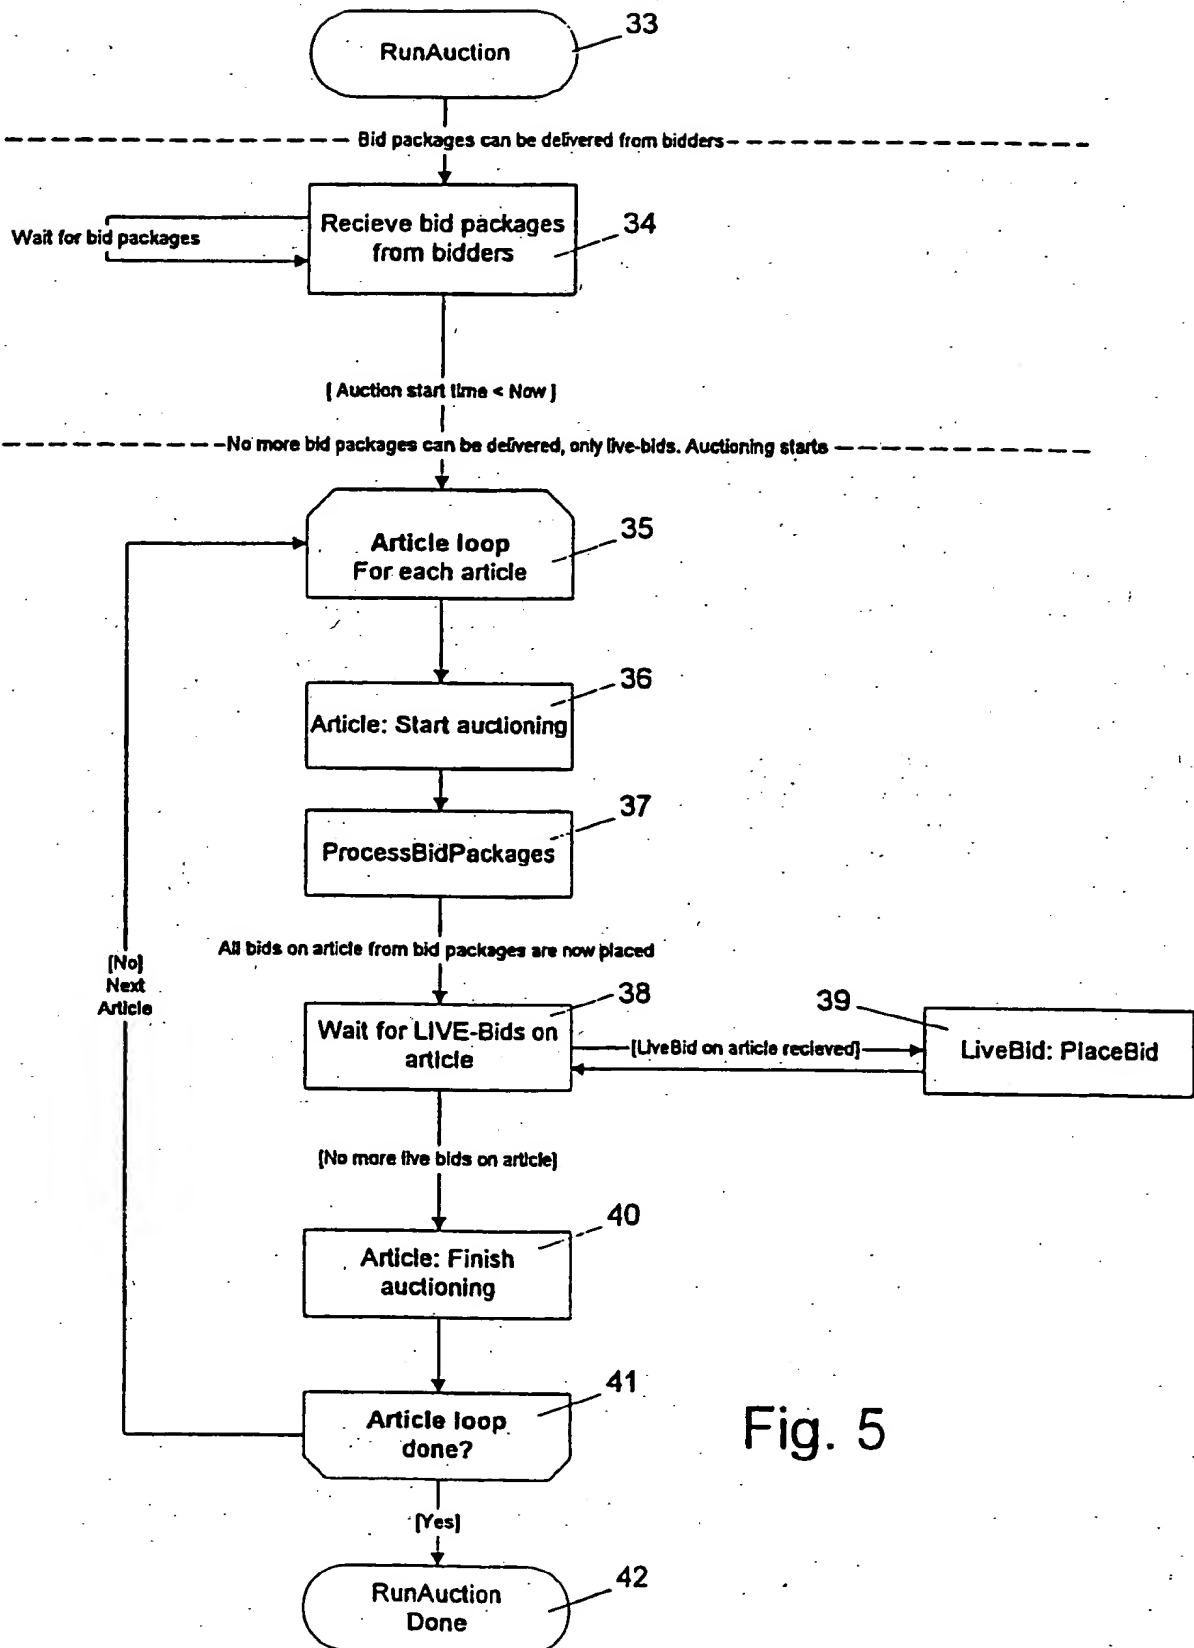 33
RunAuction
Bid packages can be delivered from bidders
Recieve bid packages
from bidders
34
Wait for bid packages
[ Auction start time < Now ]
No more bid packages can be delivered, only live-bids. Auctioning starts
Article loop
For each article
35
36
Article: Start auctioning
37
ProcessBidPackages
All bids on article from bid packages are now placed
[No]
Next
Article
38
Wait for LIVE-Bids on
article
[LiveBid on article recieved]
39
LiveBid: PlaceBid
[No more live bids on article]
40
Article: Finish
auctioning
41
Article loop
done?
Fig. 5
[Yes]
42
RunAuction
Done